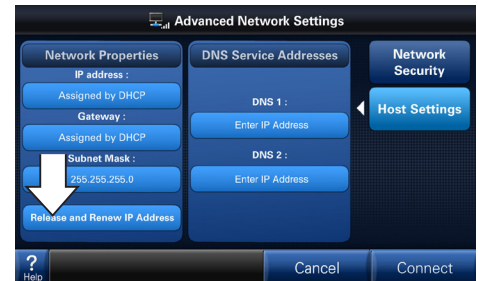 Advanced Network Settings
Network Properties
IP address :
Assigned by DHCP
Gateway :
Assigned by DHCP
Subnet Mask :
255.255.255.0
Release and Renew IP Address
DNS Service Addresses
DNS 1 :
Enter IP Address
DNS 2 :
Enter IP Address
Network
Security
Host Settings
?
Help
Cancel
Connect